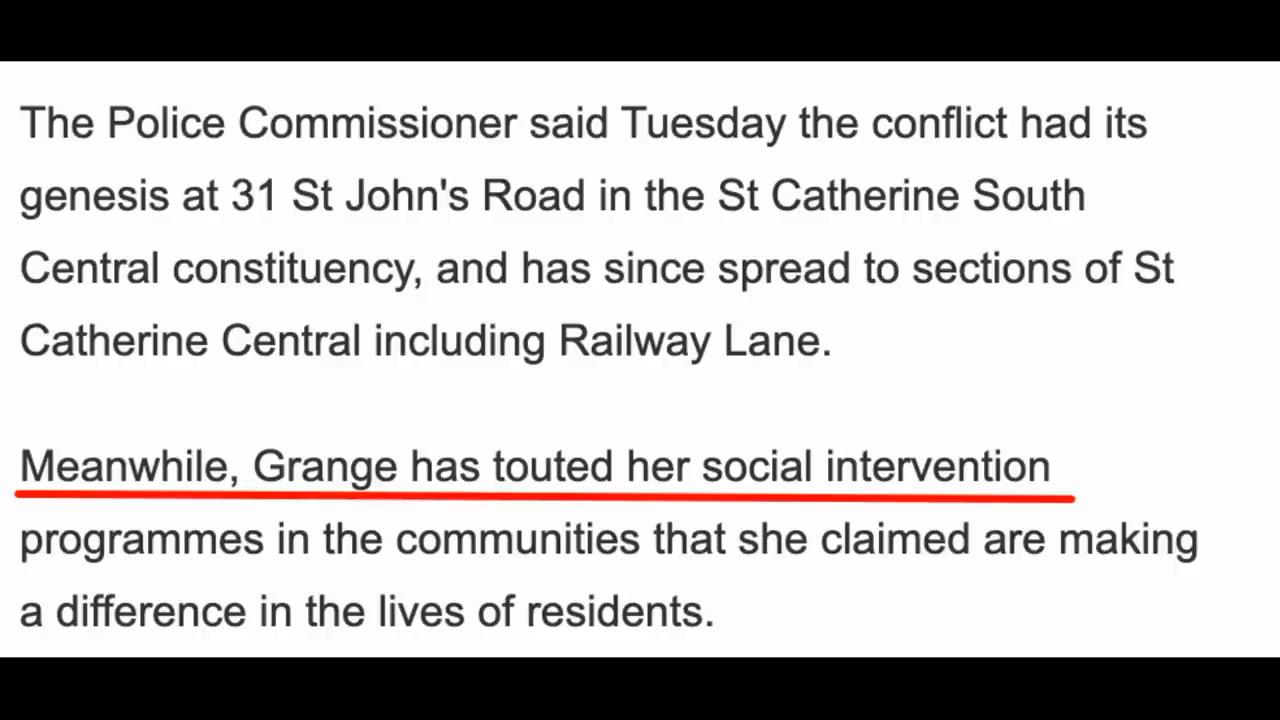 The Police Commissioner said Tuesday the conflict had its
genesis at 31 St John's Road in the St Catherine South
Central constituency, and has since spread to sections of St
Catherine Central including Railway Lane.
Meanwhile, Grange has touted her social intervention
programmes in the communities that she claimed are making
a difference in the lives of residents.